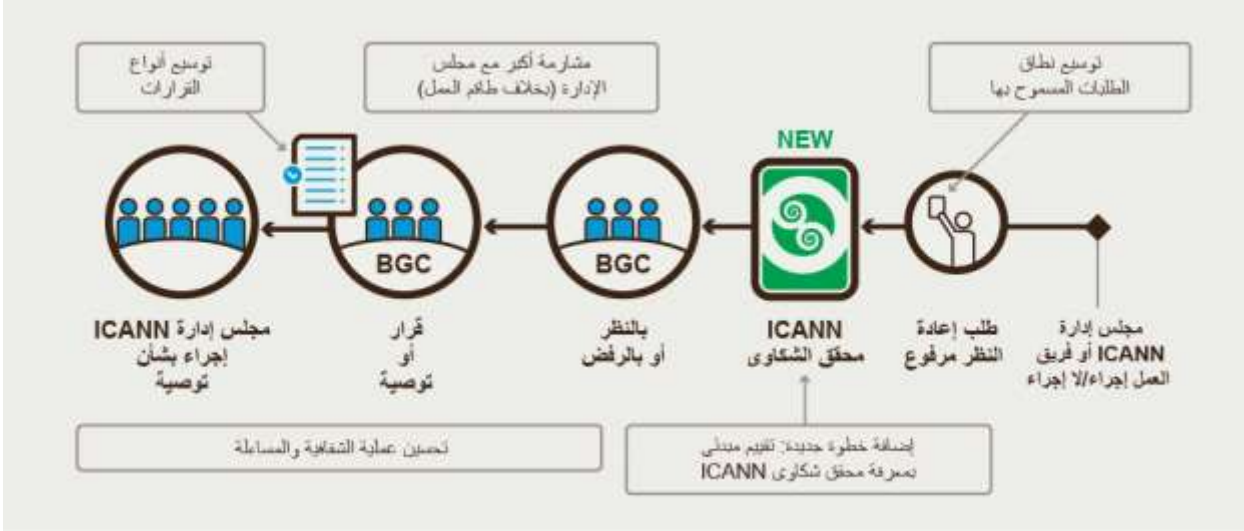 توسيع نطاق
الطلبات المسموح بها
مشارمة أكبر مع مجلس
الإدارة (بخلاف طاقم العمل)
توسيع أنواع
القرارات
NEW
BGC
BGC
مجلس إدارة
ICANN أو فريق
العمل إجراء/لا إجراء
طلب إعادة
النظر مرفوع
ICANN
محقق الشكاوى
بالنظر
أو بالرفض
قرار
أو
توصية
مجلس إدارة ICANN
إجراء بشأن
توصية
إضافة خطوة جديدة: تقييم مبدئي
بمعرفة محقق شكاوى ICANN
تحسين عملية الشفافية والمساءلة